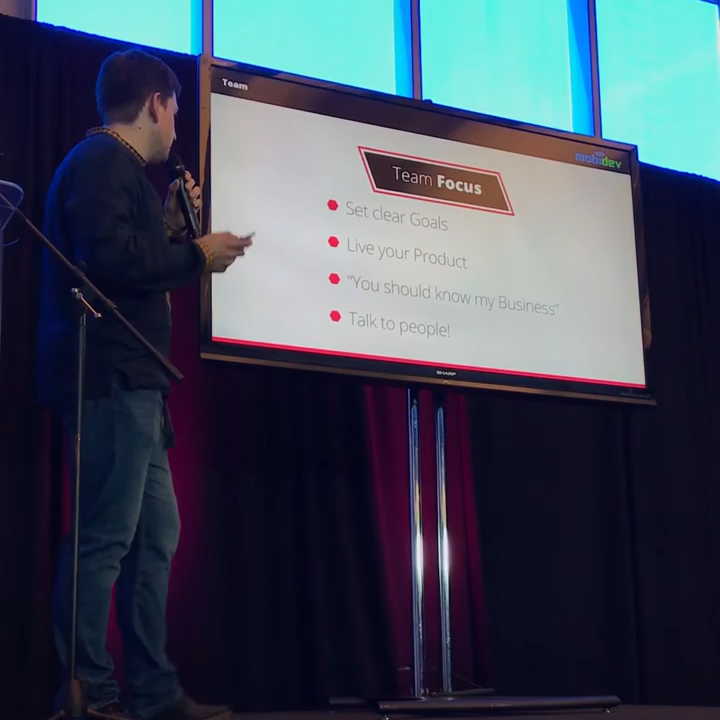 Team
mobidev
Team Focus
Set clear Goals
Live your Product
“You should know my Business”
Talk to people!
SHARP